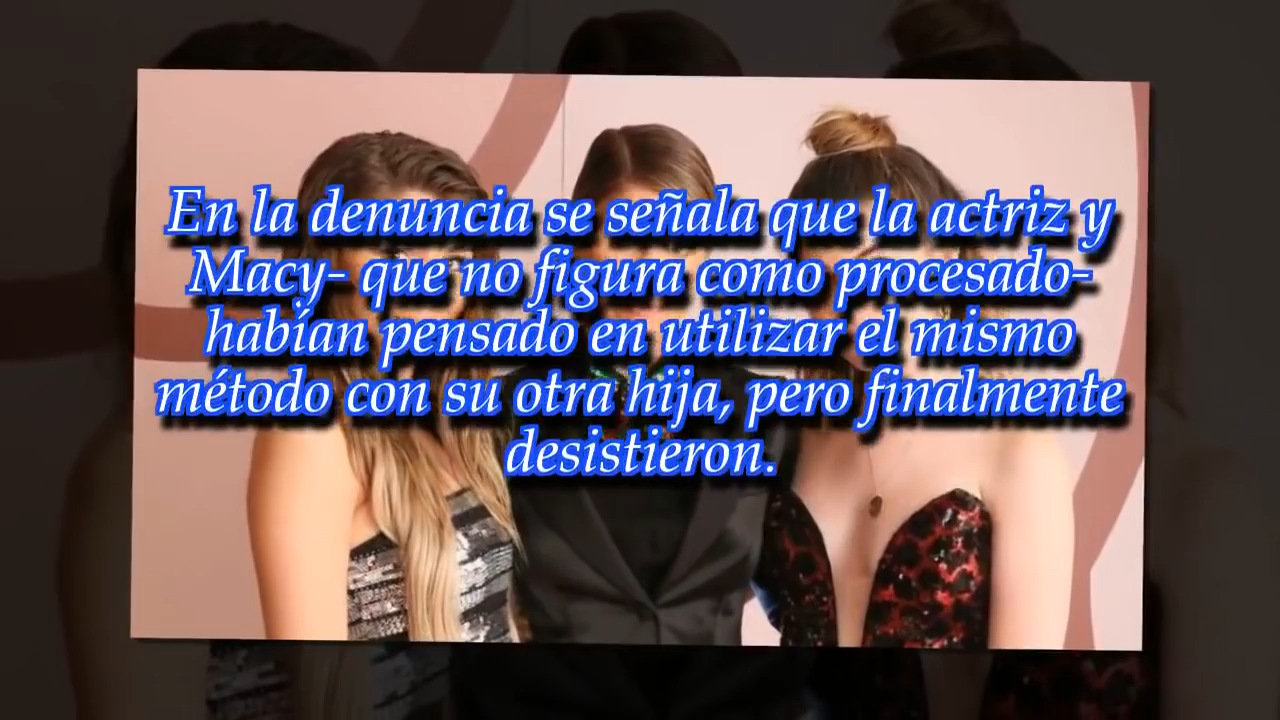 En la denuncia se señala que la actriz y
Macy- que no figura como procesado-
habían pensado en utilizar el mismo
método con su otra hija, pero finalmente
desistieron.